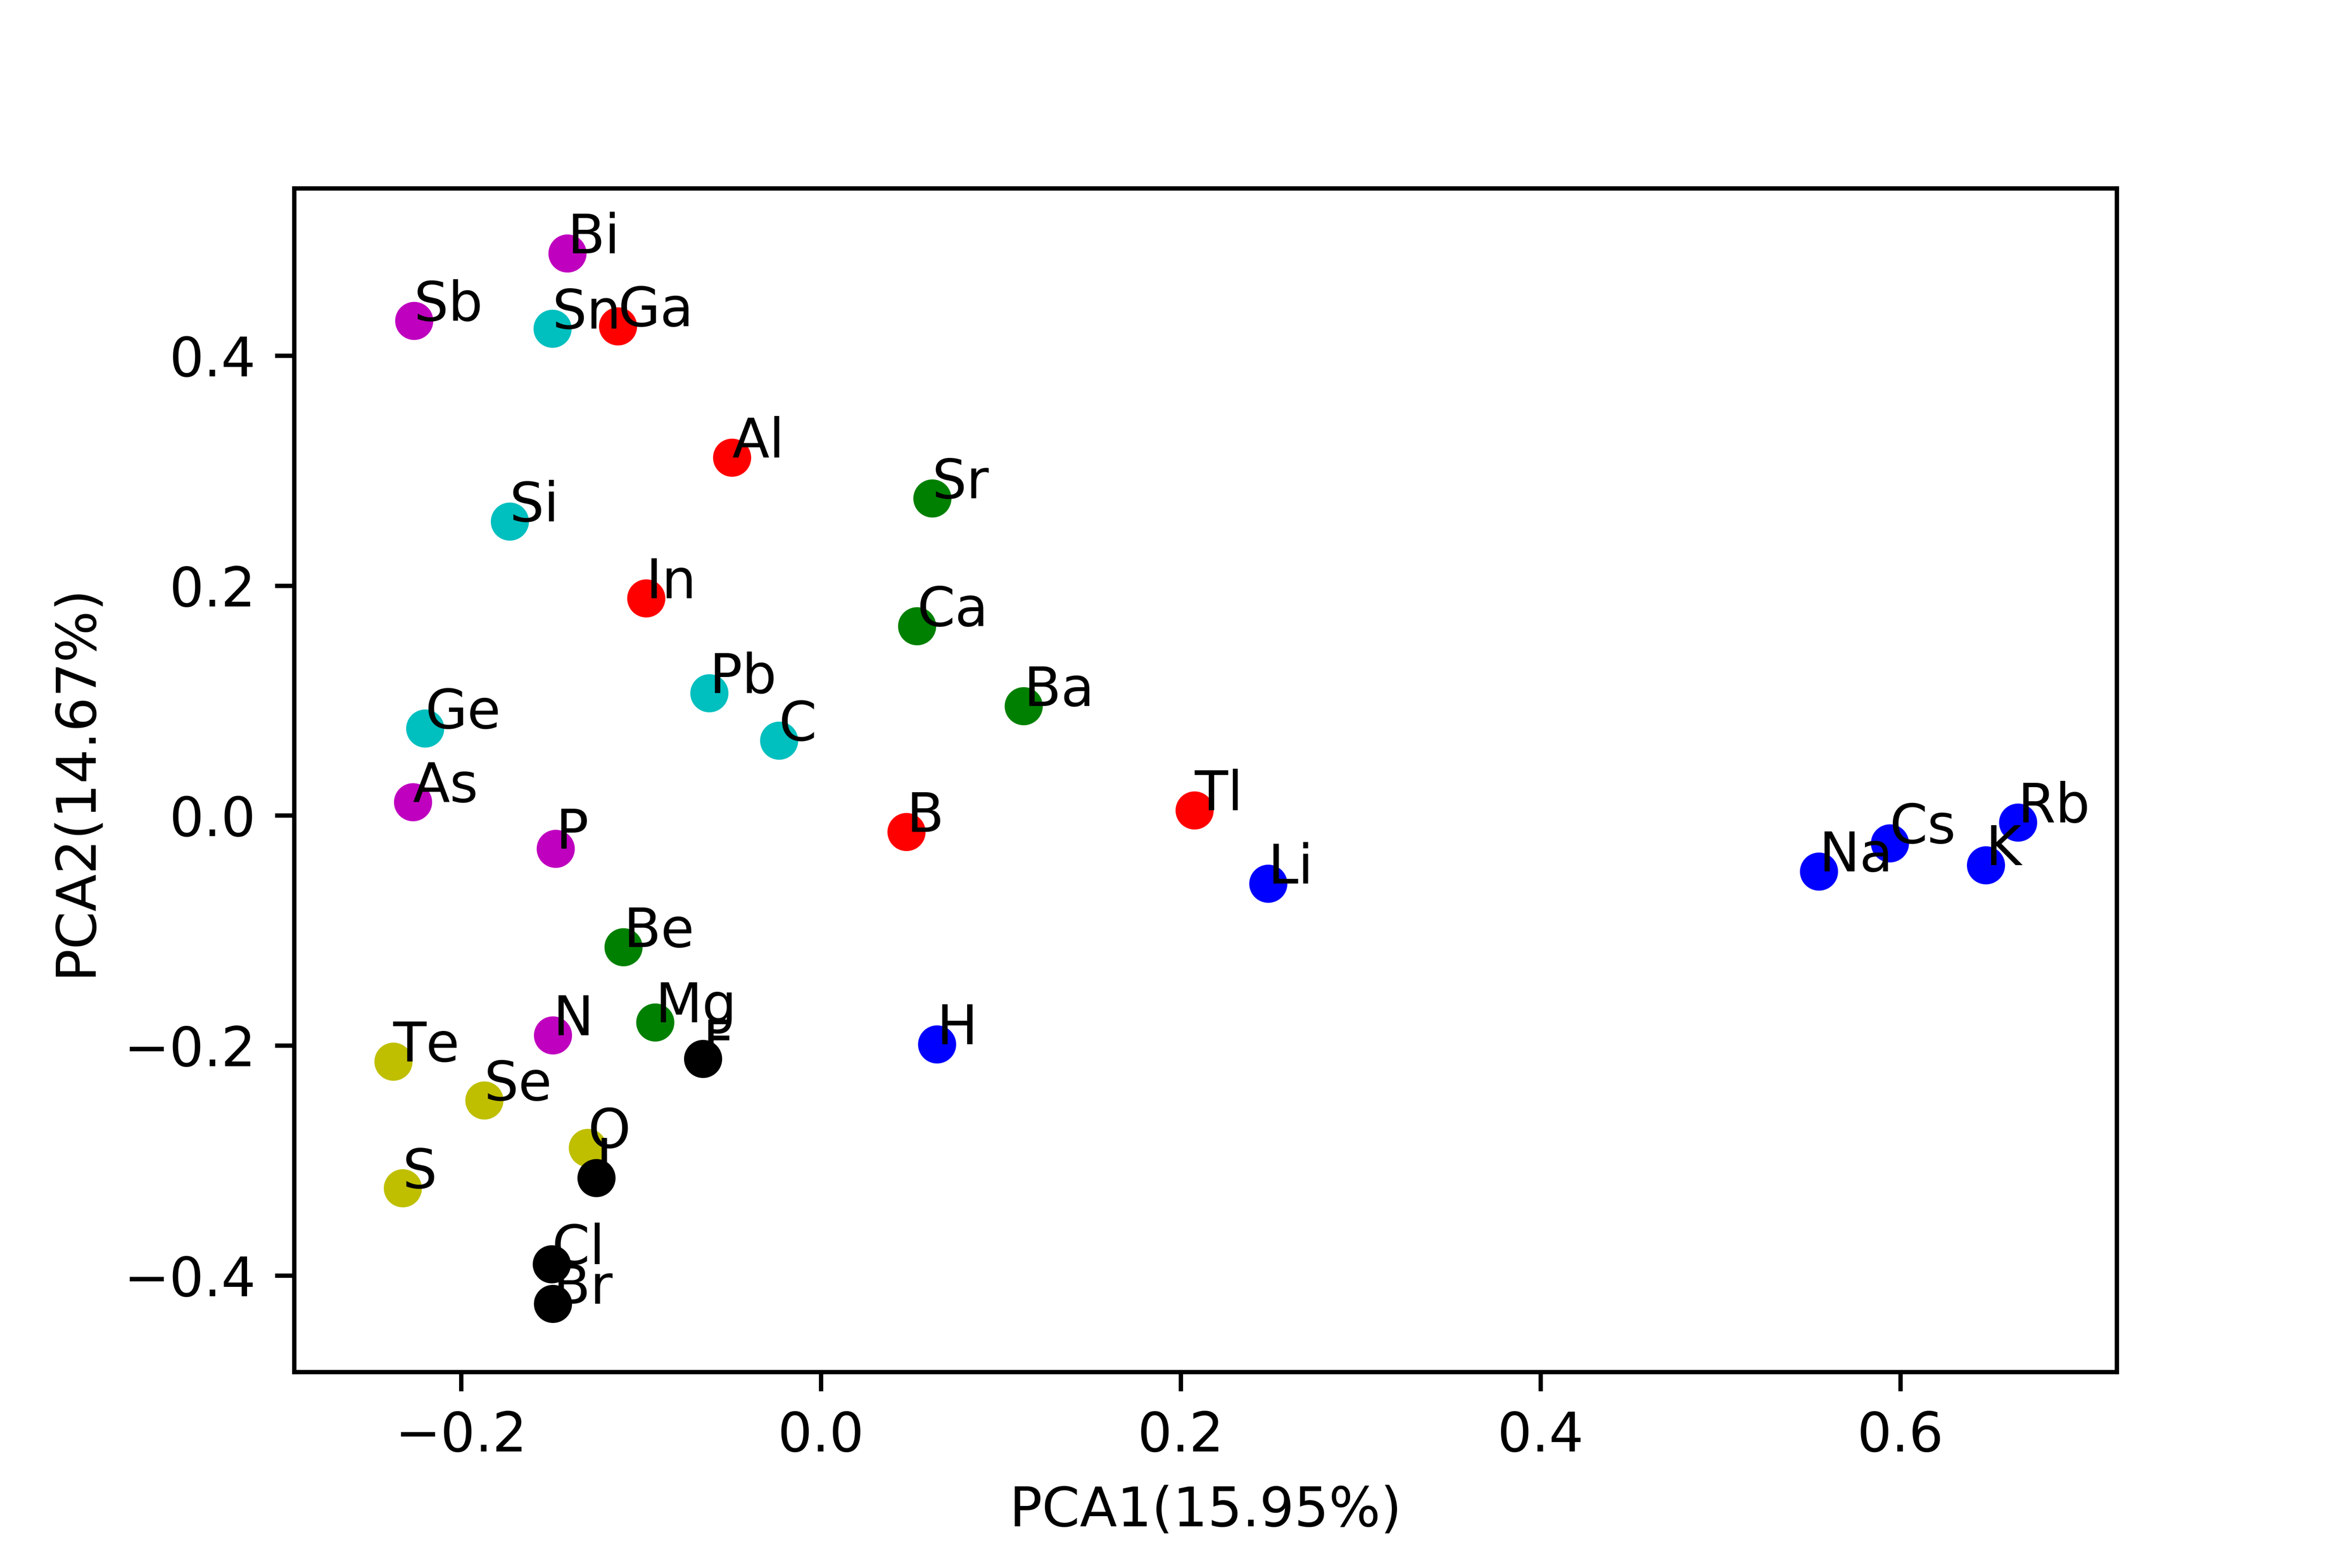 Bi
Sb
Sn
Ga
0.4
Al
Sr
Si
In
0.2
Ca
Pb
Ba
Ge
C
As
Tl
Rb
0.0
B
P
Cs
K
Na
Li
PCA2(14.67%)
Be
Mg
N
F
H
−0.2
Te
Se
O
I
S
Cl
−0.4
Br
−0.2
0.0
0.2
0.4
0.6
PCA1(15.95%)